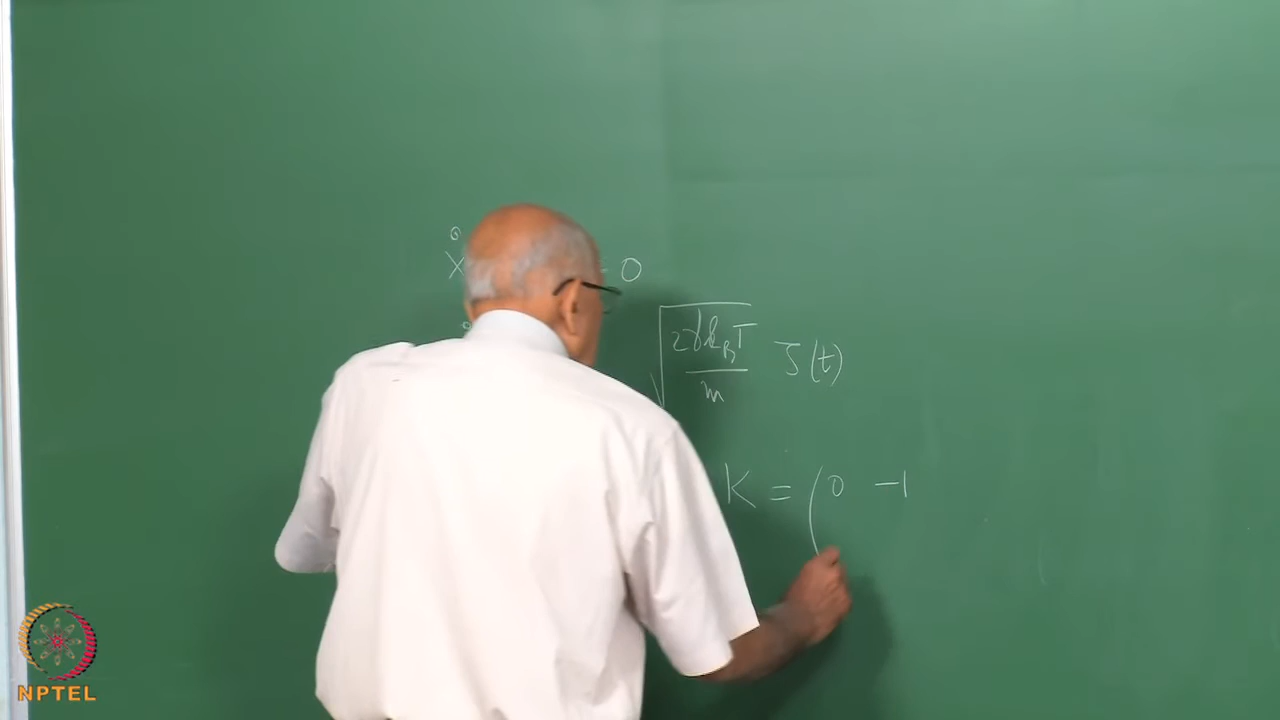 ẋ - 0
√(2γk_BT/m) ζ(t)
K = (0 -1
NPTEL